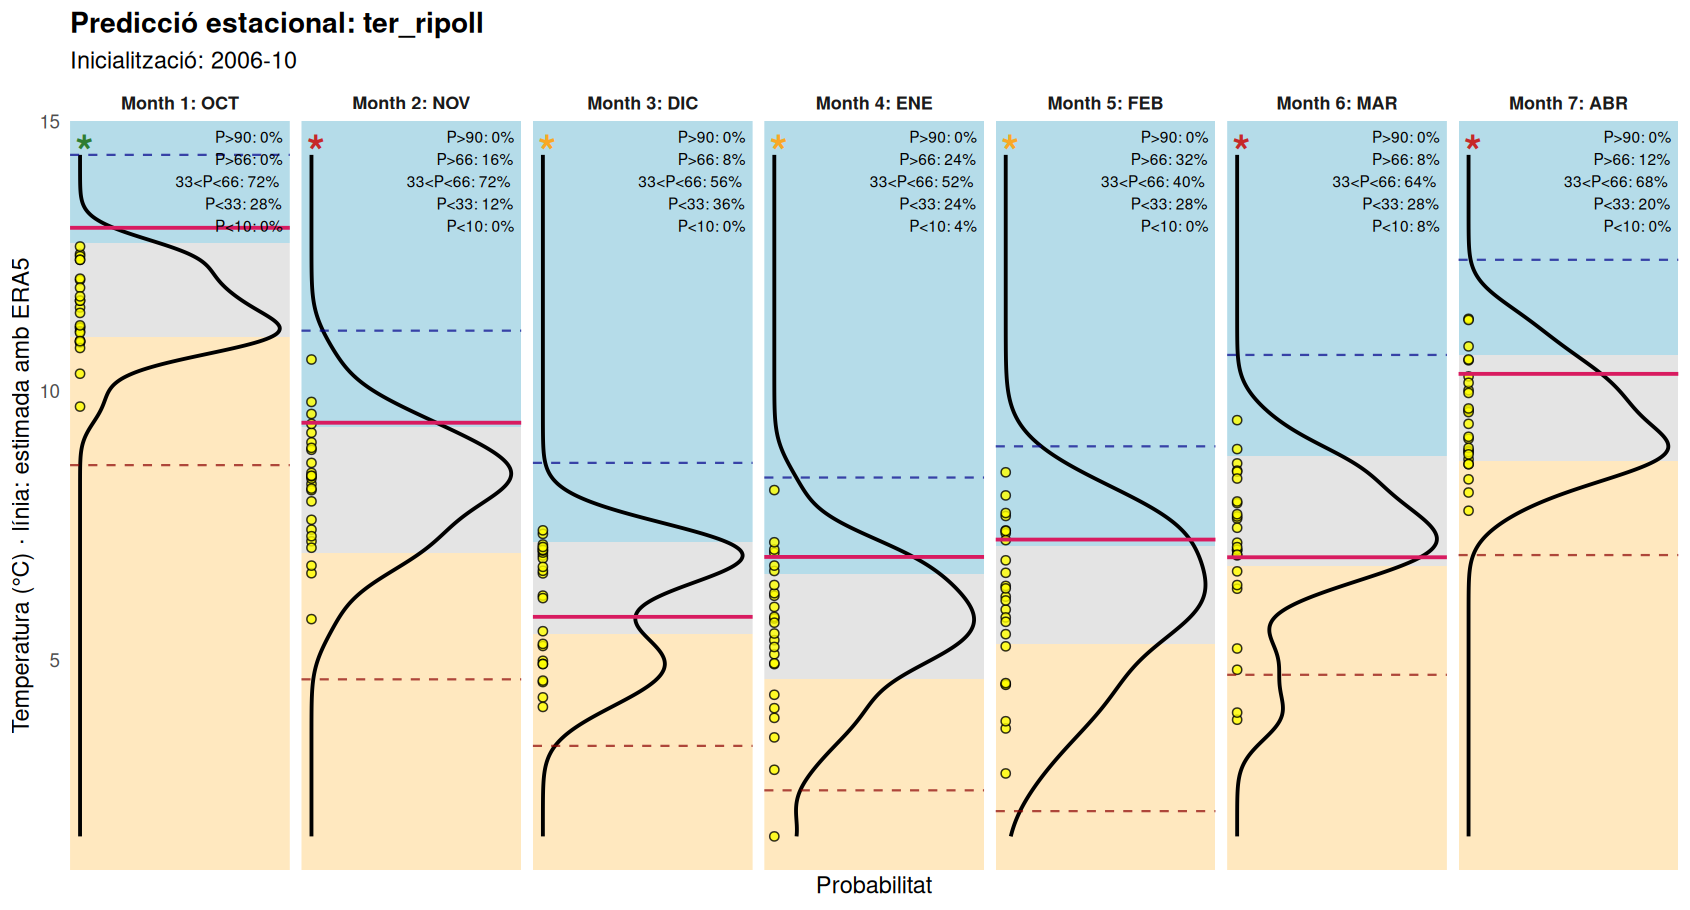 Predicció estacional: ter_ripoll
Inicialització: 2006-10
Month 1: OCT
Month 2: NOV
Month 3: DIC
Month 4: ENE
Month 5: FEB
Month 6: MAR
Month 7: ABR
Temperatura (°C) · línia: estimada amb ERA5
15
10
5
*
P>90: 0%
P>66: 0%
33<P<66: 72%
P<33: 28%
P<10: 0%
*
P>90: 0%
P>66: 16%
33<P<66: 72%
P<33: 12%
P<10: 0%
*
P>90: 0%
P>66: 8%
33<P<66: 56%
P<33: 36%
P<10: 0%
*
P>90: 0%
P>66: 24%
33<P<66: 52%
P<33: 24%
P<10: 4%
*
P>90: 0%
P>66: 32%
33<P<66: 40%
P<33: 28%
P<10: 0%
*
P>90: 0%
P>66: 8%
33<P<66: 64%
P<33: 28%
P<10: 8%
*
P>90: 0%
P>66: 12%
33<P<66: 68%
P<33: 20%
P<10: 0%
Probabilitat